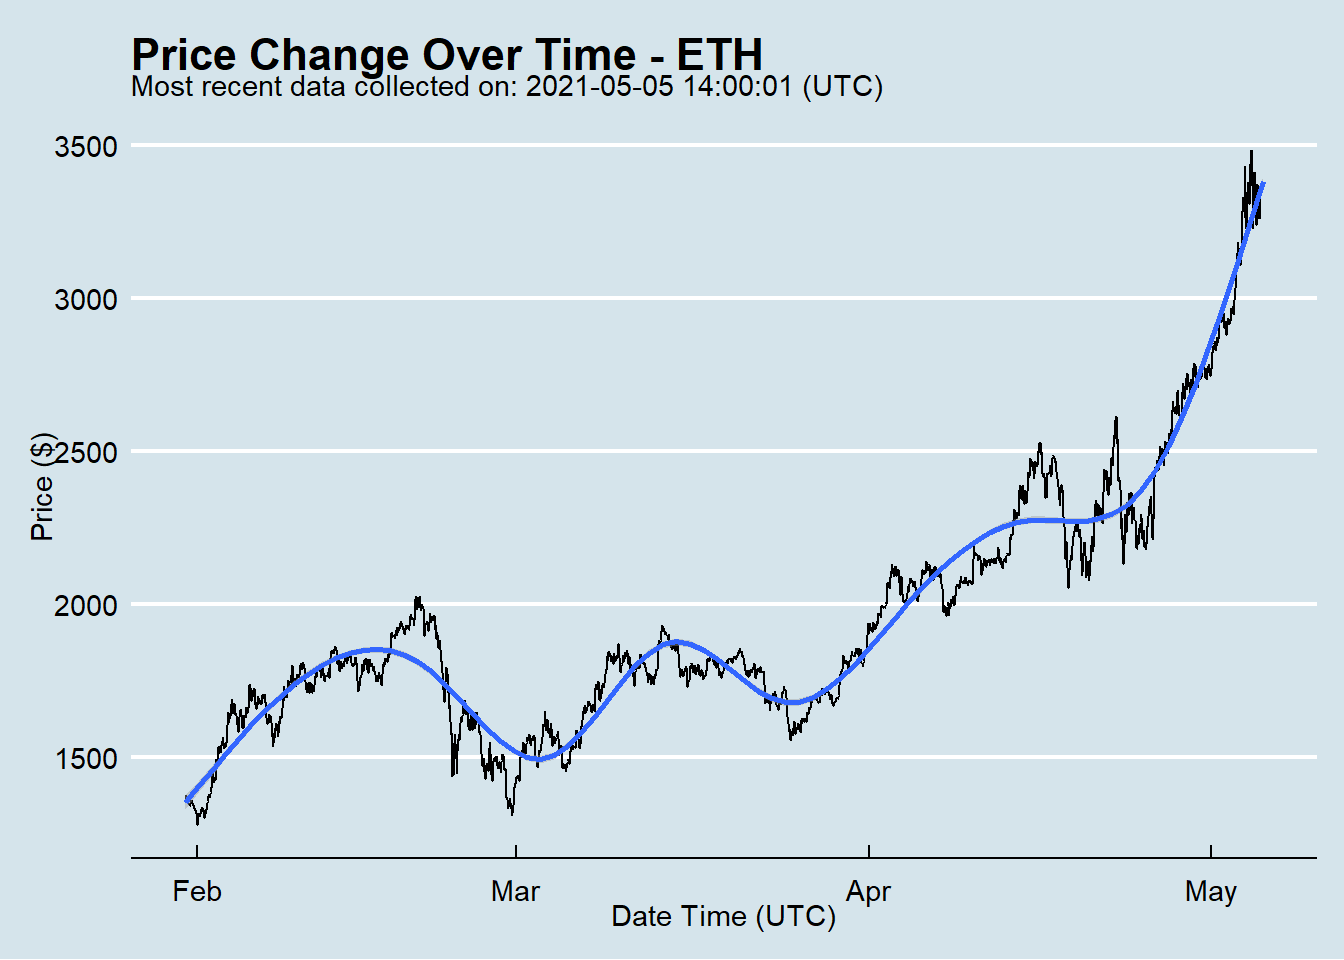 Price Change Over Time - ETH
Most recent data collected on: 2021-05-05 14:00:01 (UTC)
3500
3000
2500
2000
1500
Price ($)
Feb
Mar
Apr
May
Date Time (UTC)